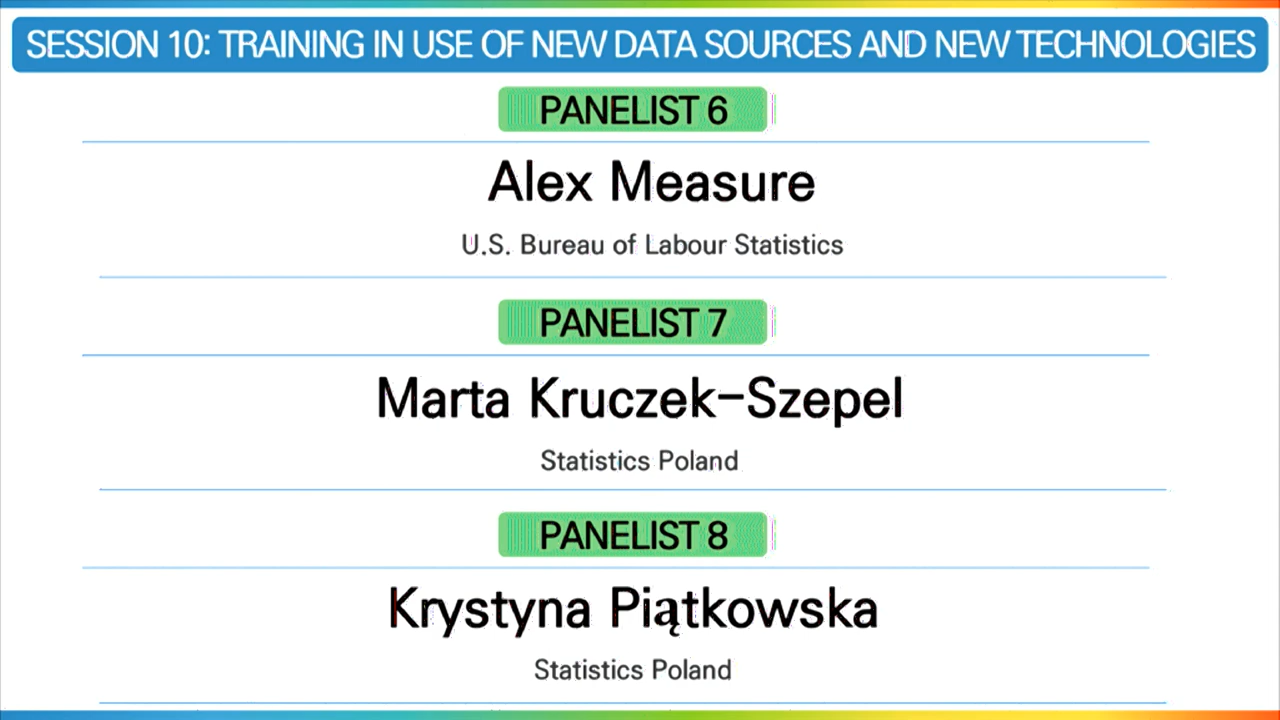 SESSION 10: TRAINING IN USE OF NEW DATA SOURCES AND NEW TECHNOLOGIES
PANELIST 6
Alex Measure
U.S. Bureau of Labour Statistics
PANELIST 7
Marta Kruczek-Szepel
Statistics Poland
PANELIST 8
Krystyna Piątkowska
Statistics Poland